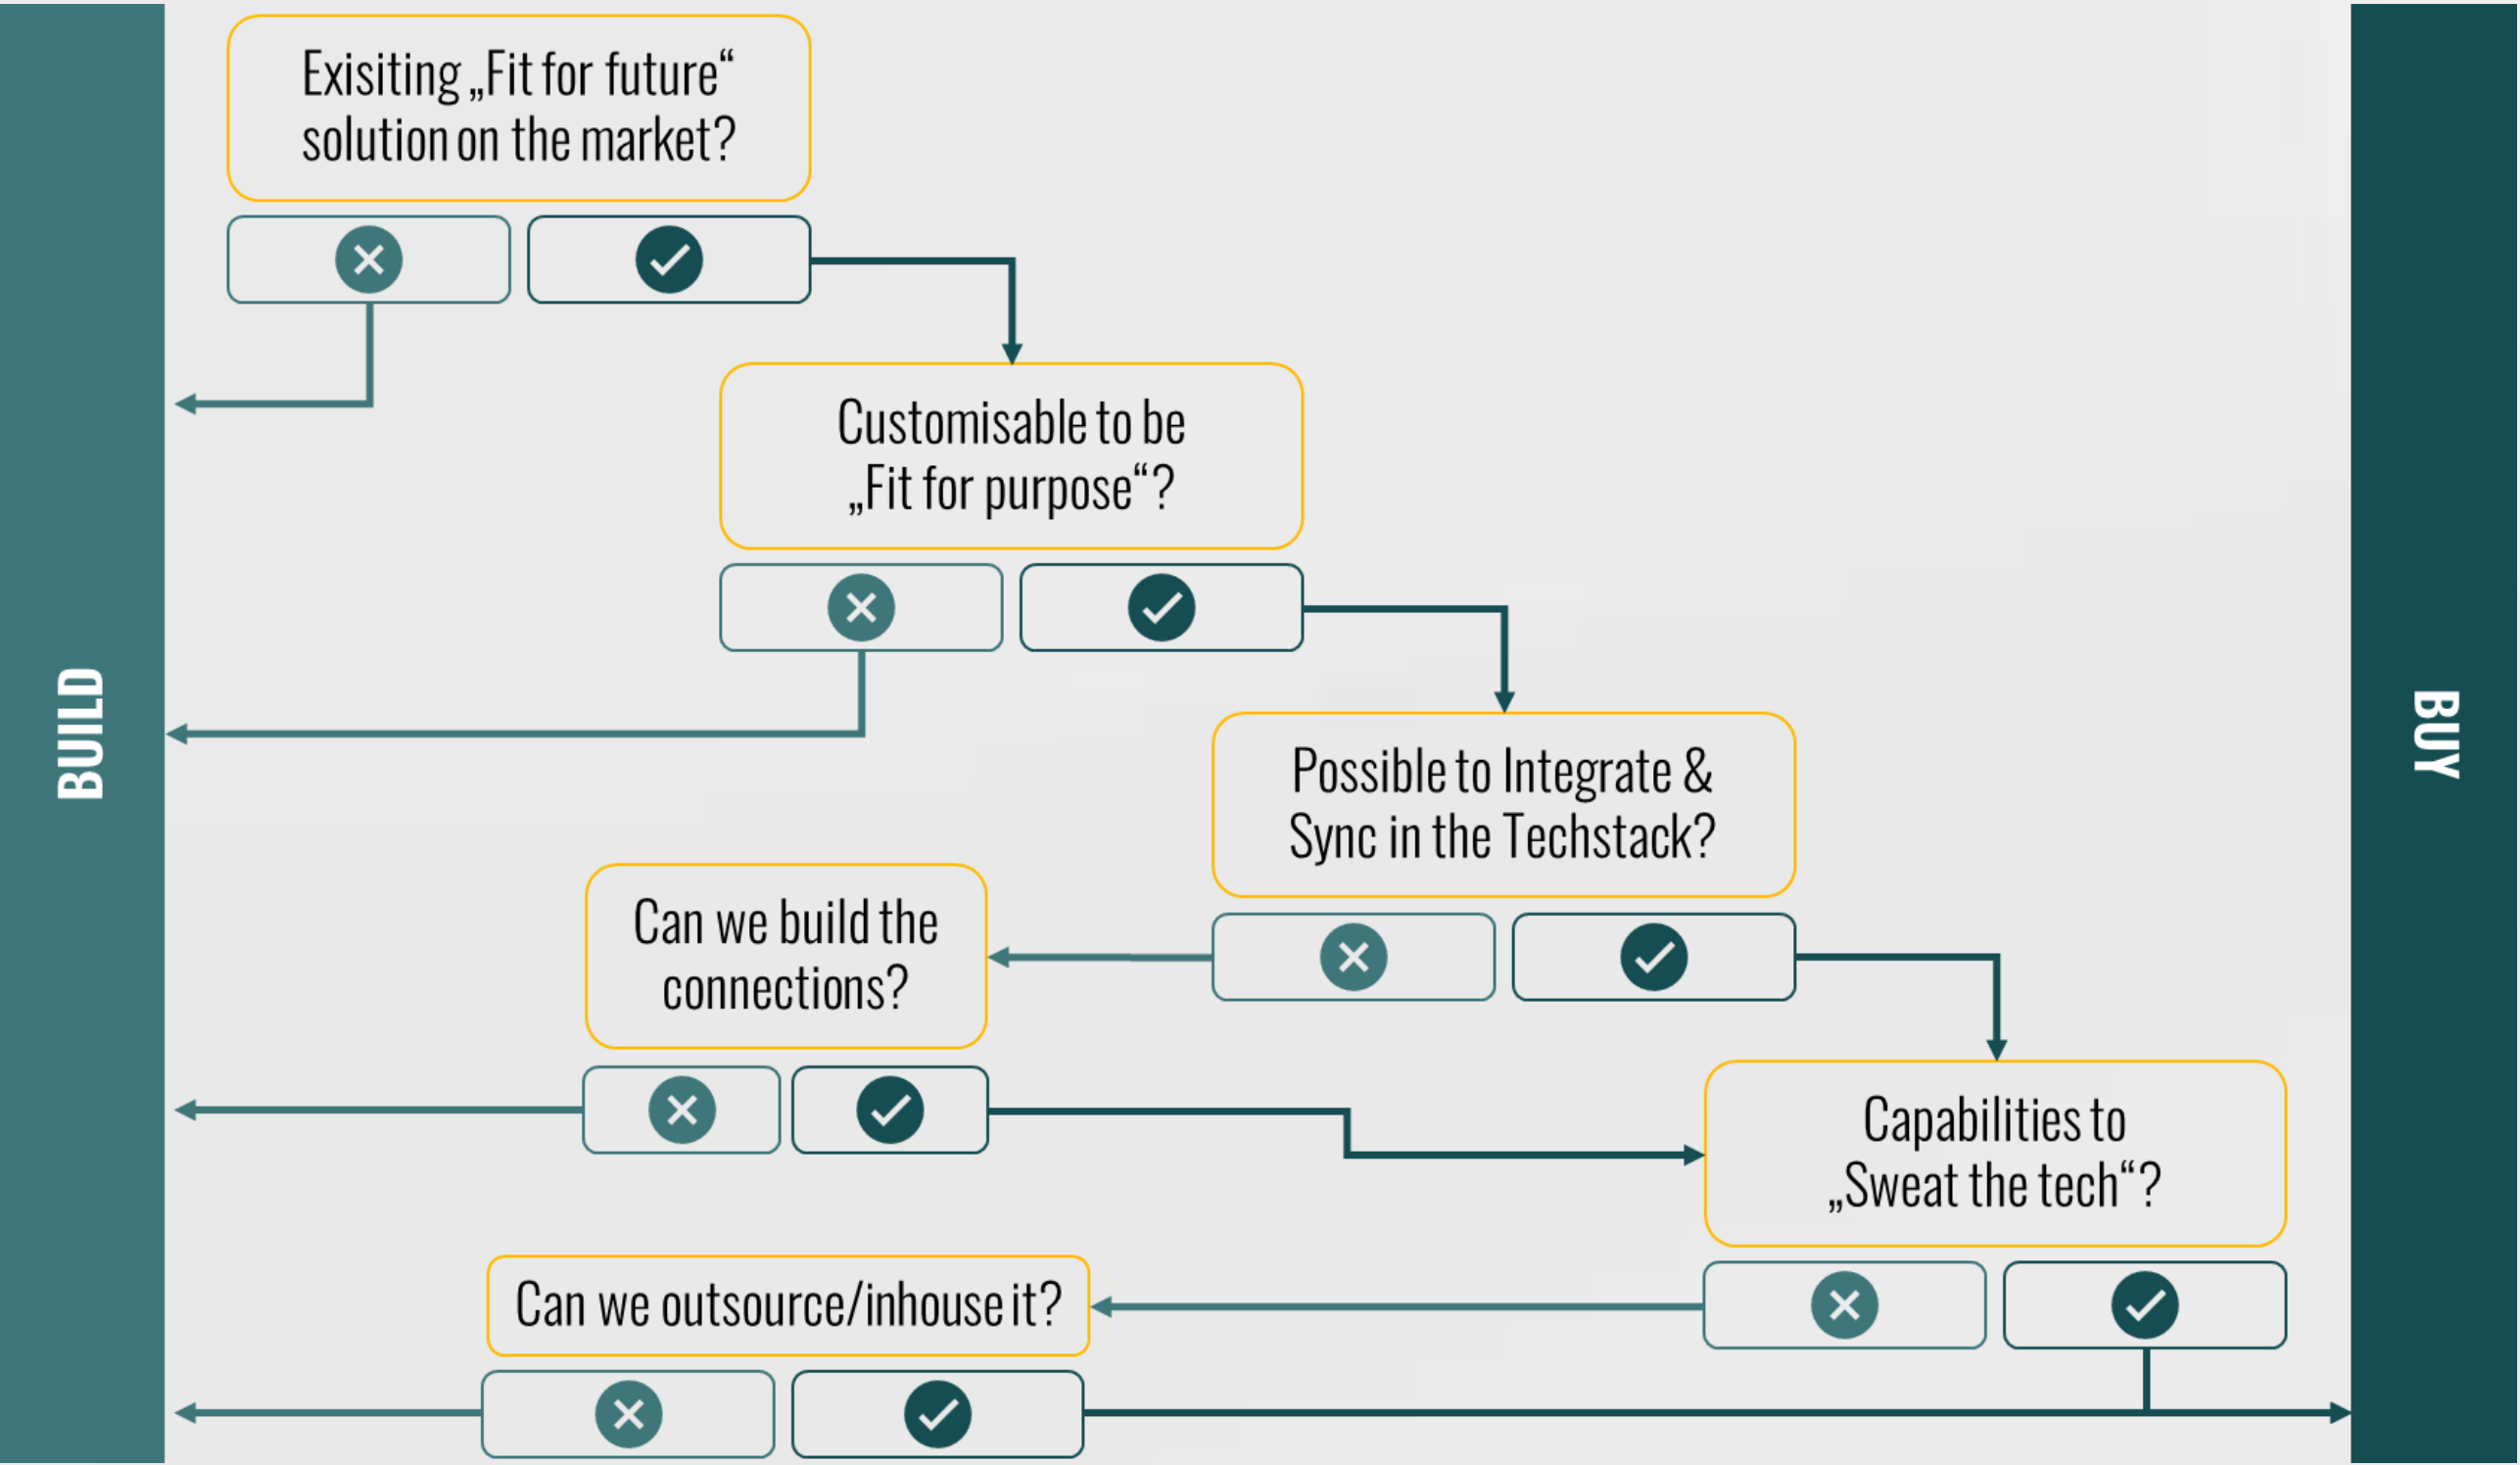 Exisiting „Fit for future“
solution on the market?
Customisable to be
„Fit for purpose“?
BUILD
BUY
Possible to Integrate &
Sync in the Techstack?
Can we build the
connections?
Capabilities to
„Sweat the tech“?
Can we outsource/inhouse it?